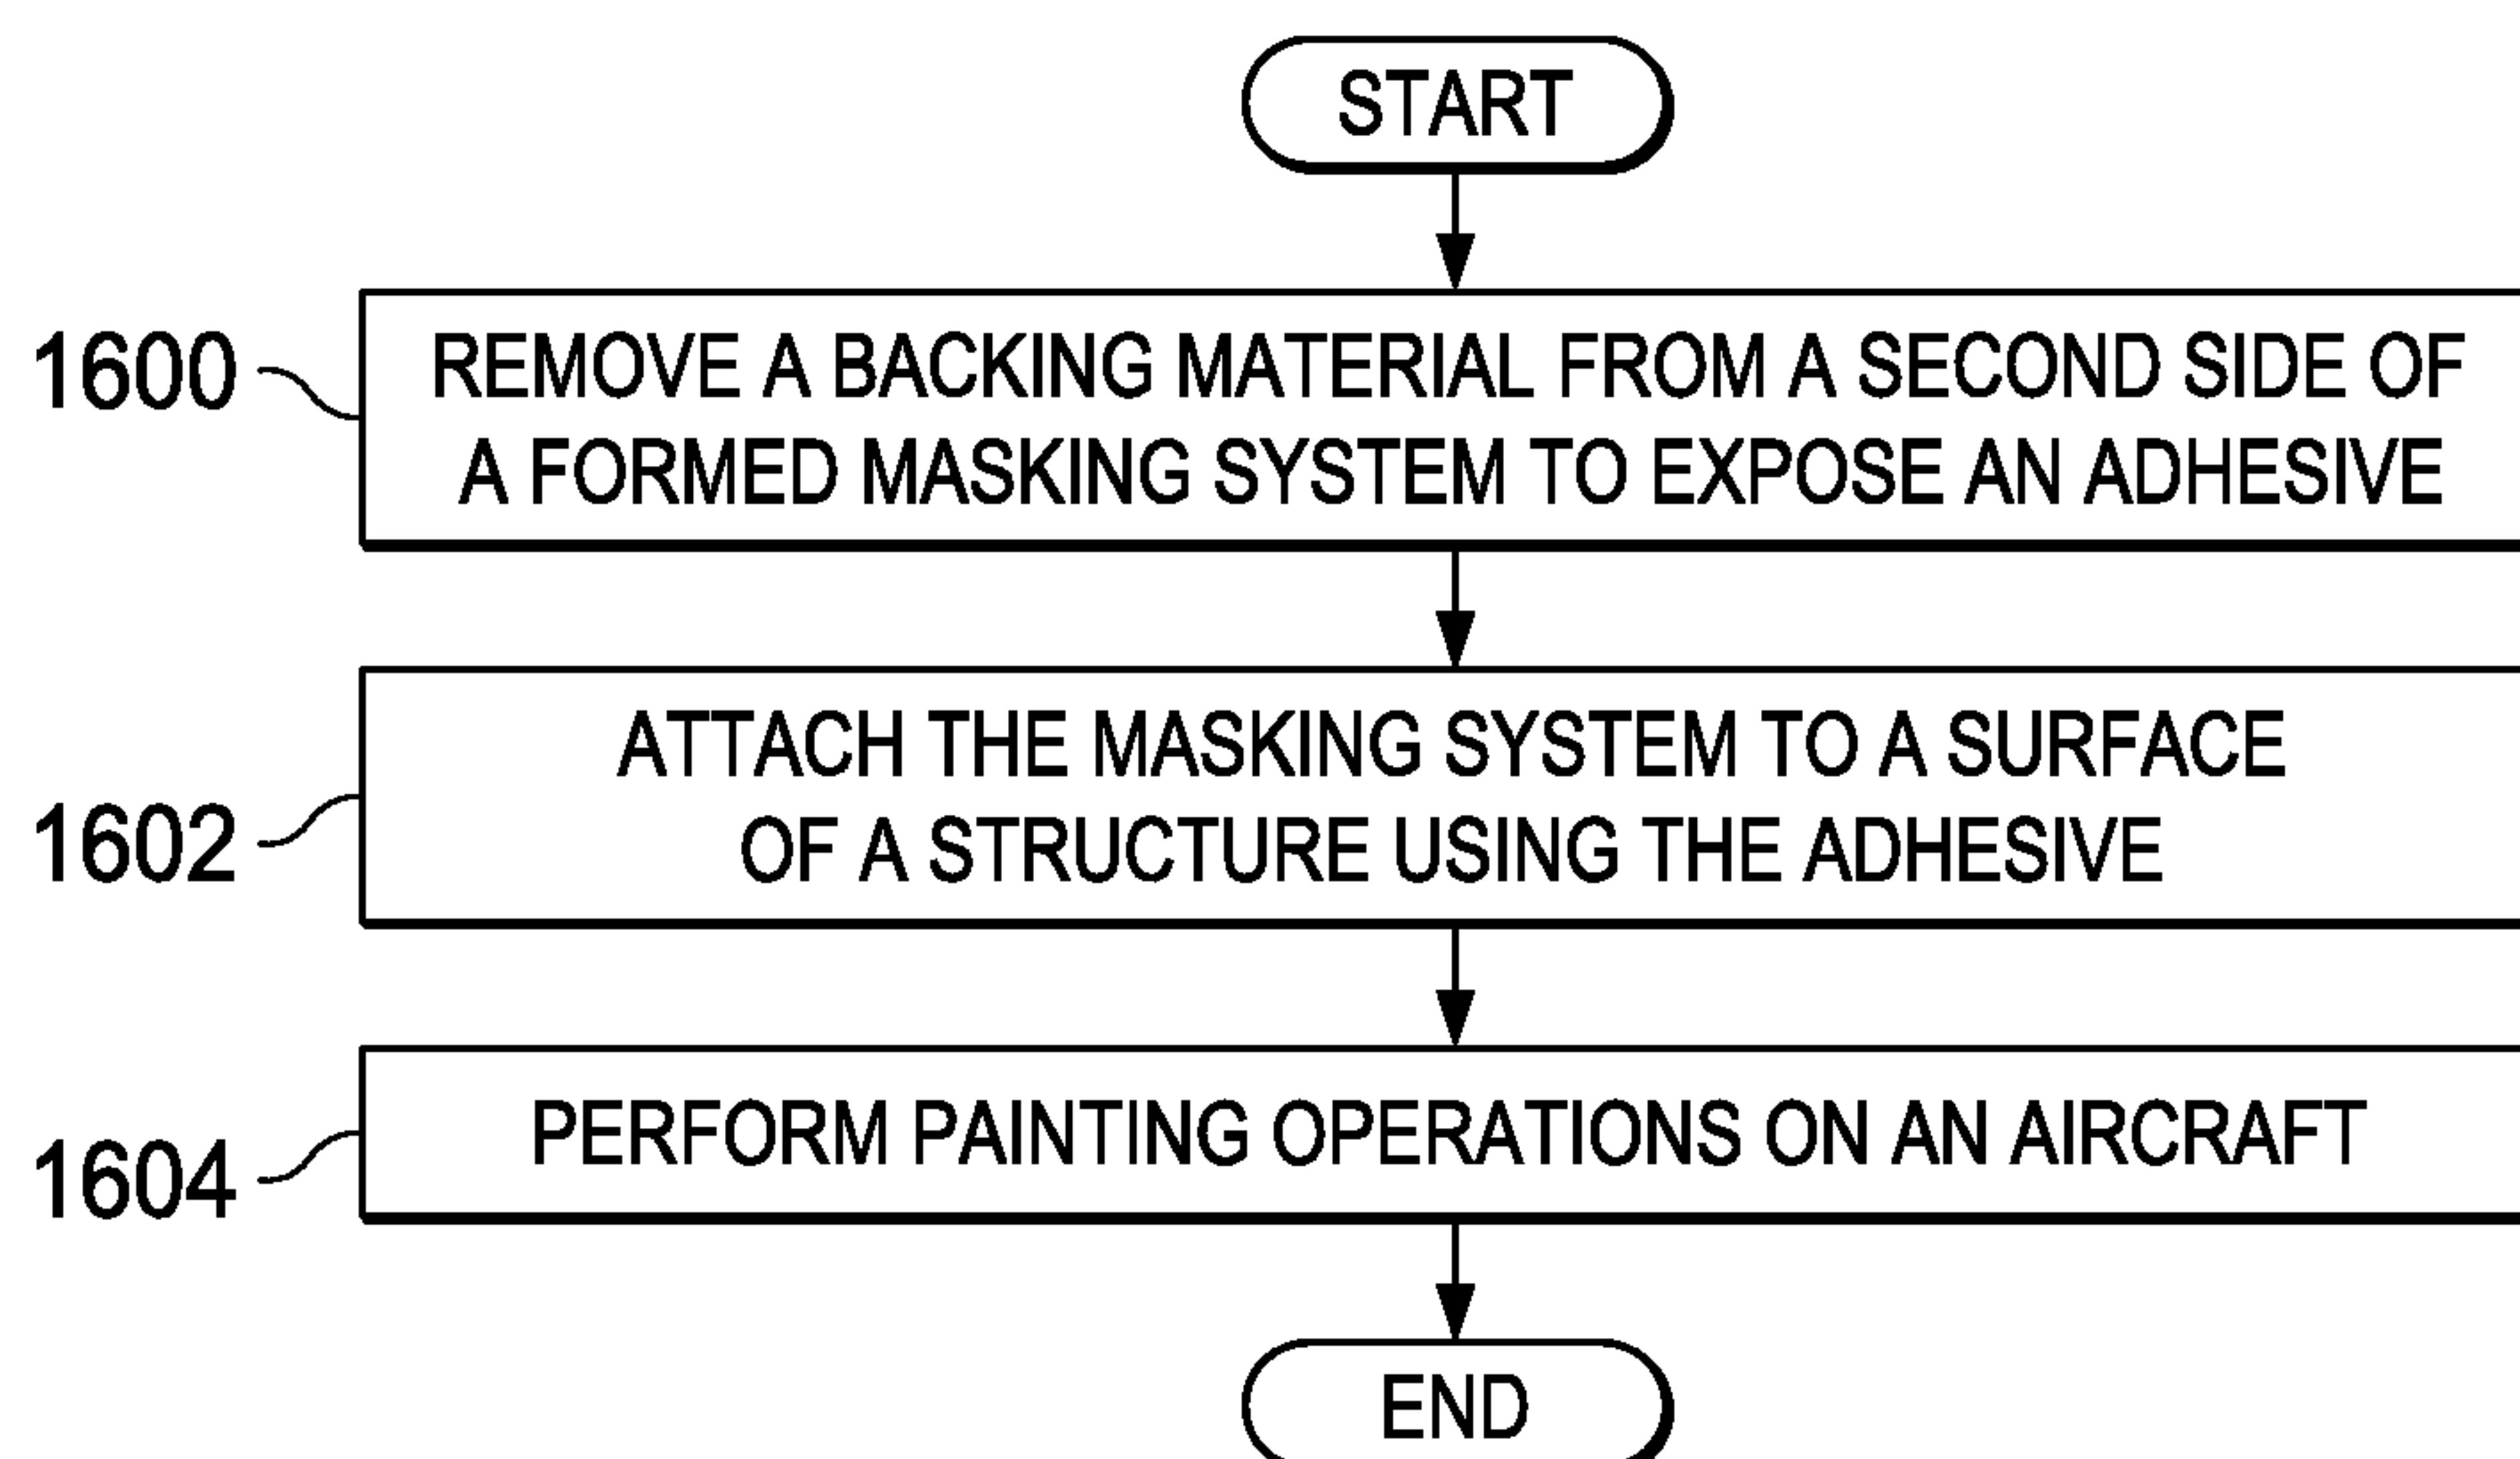 START
1600
REMOVE A BACKING MATERIAL FROM A SECOND SIDE OF
A FORMED MASKING SYSTEM TO EXPOSE AN ADHESIVE
1602
ATTACH THE MASKING SYSTEM TO A SURFACE
OF A STRUCTURE USING THE ADHESIVE
1604
PERFORM PAINTING OPERATIONS ON AN AIRCRAFT
END